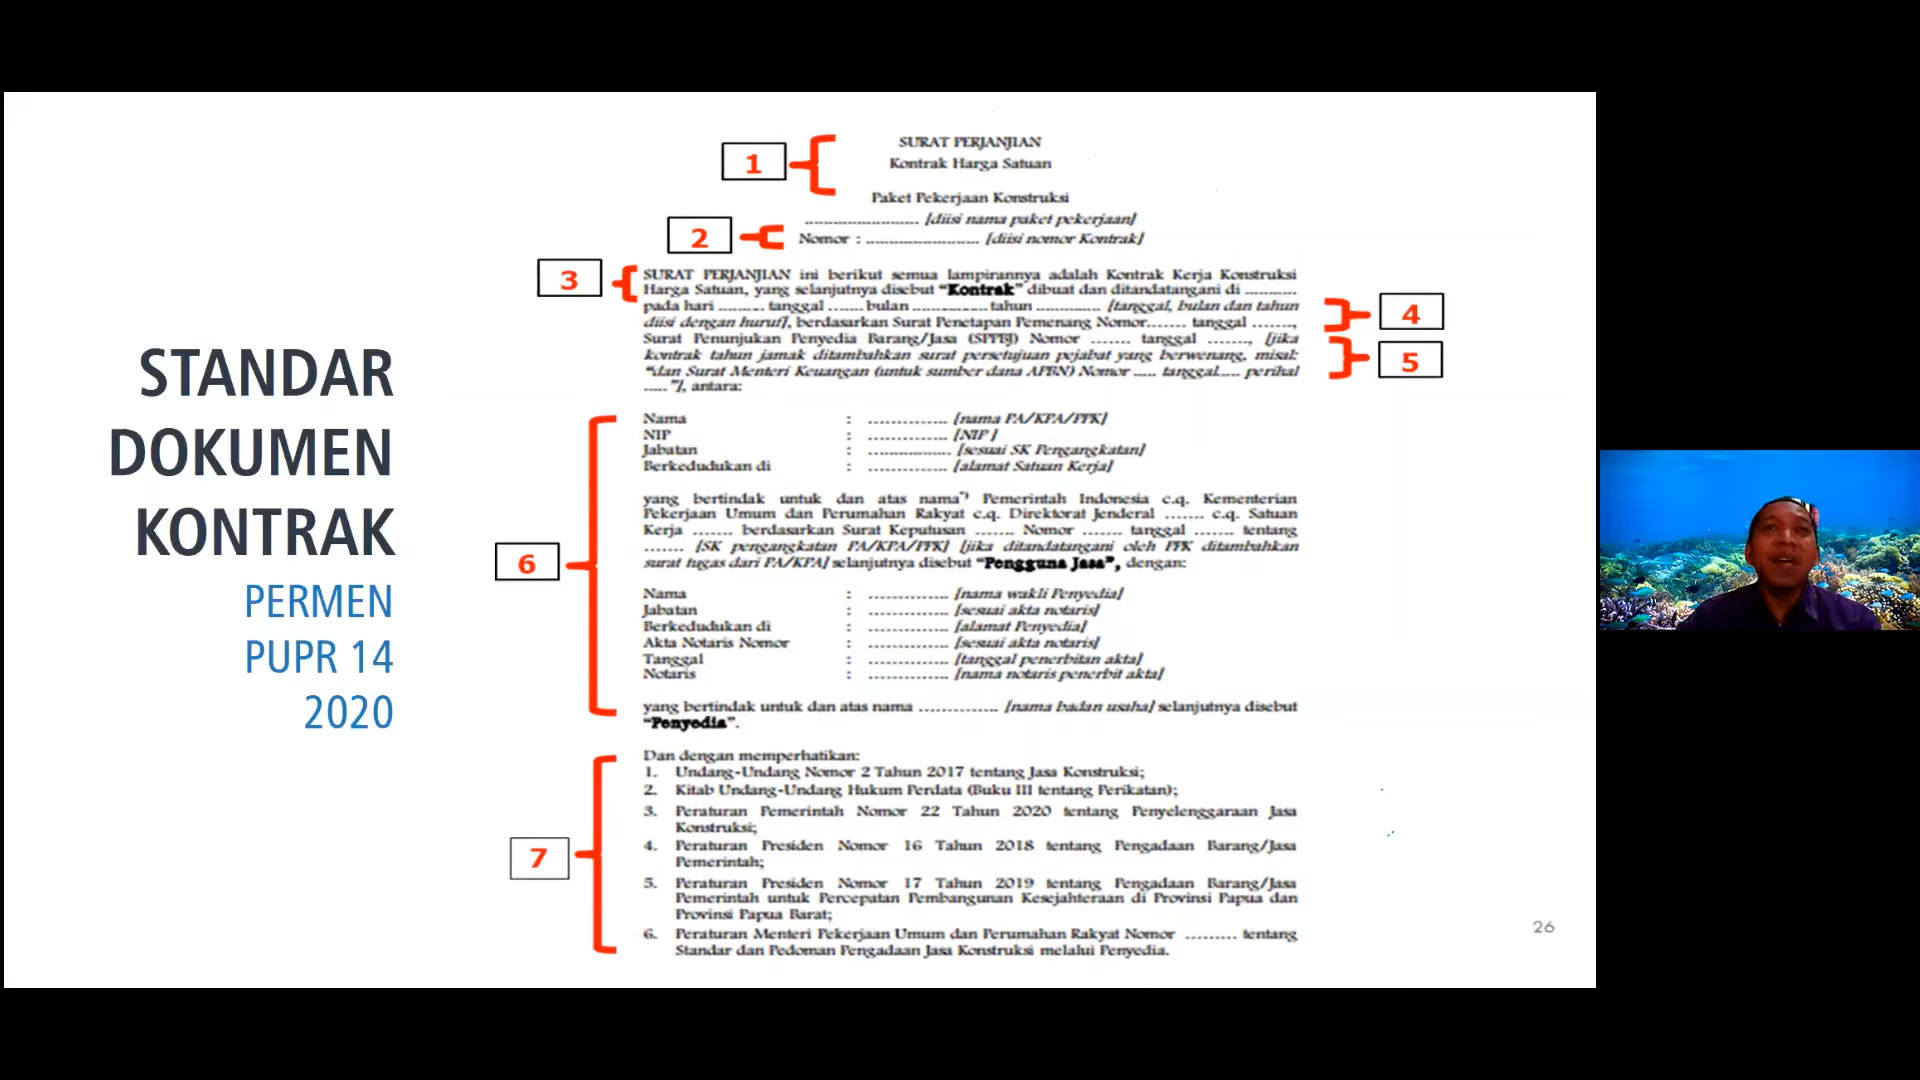 STANDAR
DOKUMEN
KONTRAK
PERMEN
PUPR 14
2020
1
SURAT PERJANJIAN
Kontrak Harga Satuan
Paket Pekerjaan Konstruksi
............................ [diisi nama paket pekerjaan]
2
Nomor : ............................ [diisi nomor Kontrak]
3
SURAT PERJANJIAN ini berikut semua lampirannya adalah Kontrak Kerja Konstruksi
Harga Satuan, yang selanjutnya disebut “Kontrak” dibuat dan ditandatangani di ............
pada hari .......... tanggal ....... bulan ................. tahun .............. [tanggal, bulan dan tahun
diisi dengan huruf], berdasarkan Surat Penetapan Pemenang Nomor....... tanggal .......,
Surat Penunjukan Penyedia Barang/Jasa (SPPBJ) Nomor ....... tanggal ......., [jika
kontrak tahun jamak ditambahkan surat persetujuan pejabat yang berwenang, misal:
“dan Surat Menteri Keuangan (untuk sumber dana APBN) Nomor ..... tanggal..... perihal
.....”], antara:
4
5
6
Nama : ................ [nama PA/KPA/PPK]
NIP : ................ [NIP ]
Jabatan : ................ [sesuai SK Pengangkatan]
Berkedudukan di : ................ [alamat Satuan Kerja]
yang bertindak untuk dan atas nama*) Pemerintah Indonesia c.q. Kementerian
Pekerjaan Umum dan Perumahan Rakyat c.q. Direktorat Jenderal ....... c.q. Satuan
Kerja ....... berdasarkan Surat Keputusan ....... Nomor ....... tanggal ....... tentang
....... [SK pengangkatan PA/KPA/PPK] [jika ditandatangani oleh PPK ditambahkan
surat tugas dari PA/KPA] selanjutnya disebut “Pengguna Jasa”, dengan:
Nama : ................ [nama wakli Penyedia]
Jabatan : ................ [sesuai akta notaris]
Berkedudukan di : ................ [alamat Penyedia]
Akta Notaris Nomor : ................ [sesuai akta notaris]
Tanggal : ................ [tanggal penerbitan akta]
Notaris : ................ [nama notaris penerbit akta]
yang bertindak untuk dan atas nama ................ [nama badan usaha] selanjutnya disebut
“Penyedia”.
7
Dan dengan memperhatikan:
1. Undang-Undang Nomor 2 Tahun 2017 tentang Jasa Konstruksi;
2. Kitab Undang-Undang Hukum Perdata (Buku III tentang Perikatan);
3. Peraturan Pemerintah Nomor 22 Tahun 2020 tentang Penyelenggaraan Jasa
Konstruksi;
4. Peraturan Presiden Nomor 16 Tahun 2018 tentang Pengadaan Barang/Jasa
Pemerintah;
5. Peraturan Presiden Nomor 17 Tahun 2019 tentang Pengadaan Barang/Jasa
Pemerintah untuk Percepatan Pembangunan Kesejahteraan di Provinsi Papua dan
Provinsi Papua Barat;
6. Peraturan Menteri Pekerjaan Umum dan Perumahan Rakyat Nomor ......... tentang
Standar dan Pedoman Pengadaan Jasa Konstruksi melalui Penyedia.
26